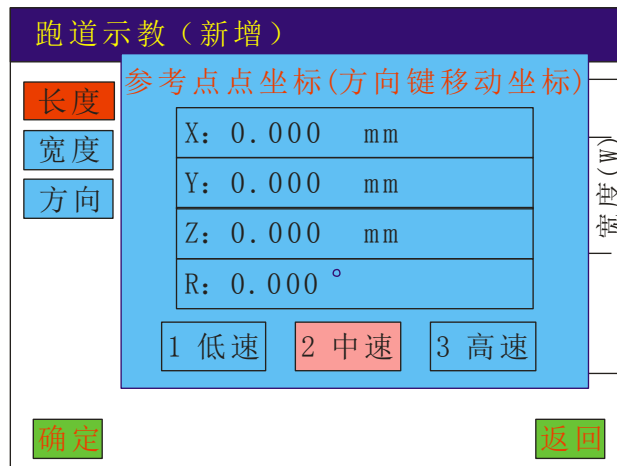 跑道示教（新增）
参考点点坐标(方向键移动坐标)
长度
宽度
方向
X: 0.000 mm
Y: 0.000 mm
Z: 0.000 mm
R: 0.000 °
宽度(W)
1 低速
2 中速
3 高速
确定
返回